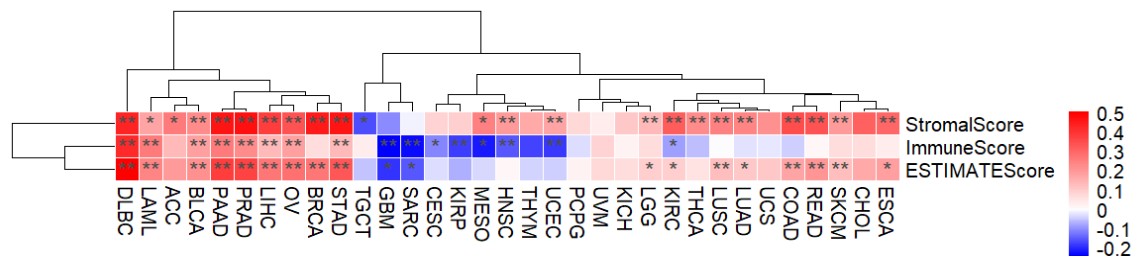 ** * * ** ** ** ** ** ** ** * * ** ** ** ** ** ** ** ** ** ** ** StromalScore
** ** ** ** ** ** ** ** ** ** * ** * ** ** ** * ImmuneScore
** ** ** ** ** ** ** ** ** * * * * ** * ** ** ** * ESTIMATEScore
DLBC
LAML
ACC
BLCA
PAAD
PRAD
LIHC
OV
BRCA
STAD
TGCT
GBM
SARC
CESC
KIRP
MESO
HNSC
THYM
UCEC
PCPG
UVM
KICH
LGG
KIRC
THCA
LUSC
LUAD
UCS
COAD
READ
SKCM
CHOL
ESCA
0.5
0.4
0.3
0.2
0.1
0
-0.1
-0.2